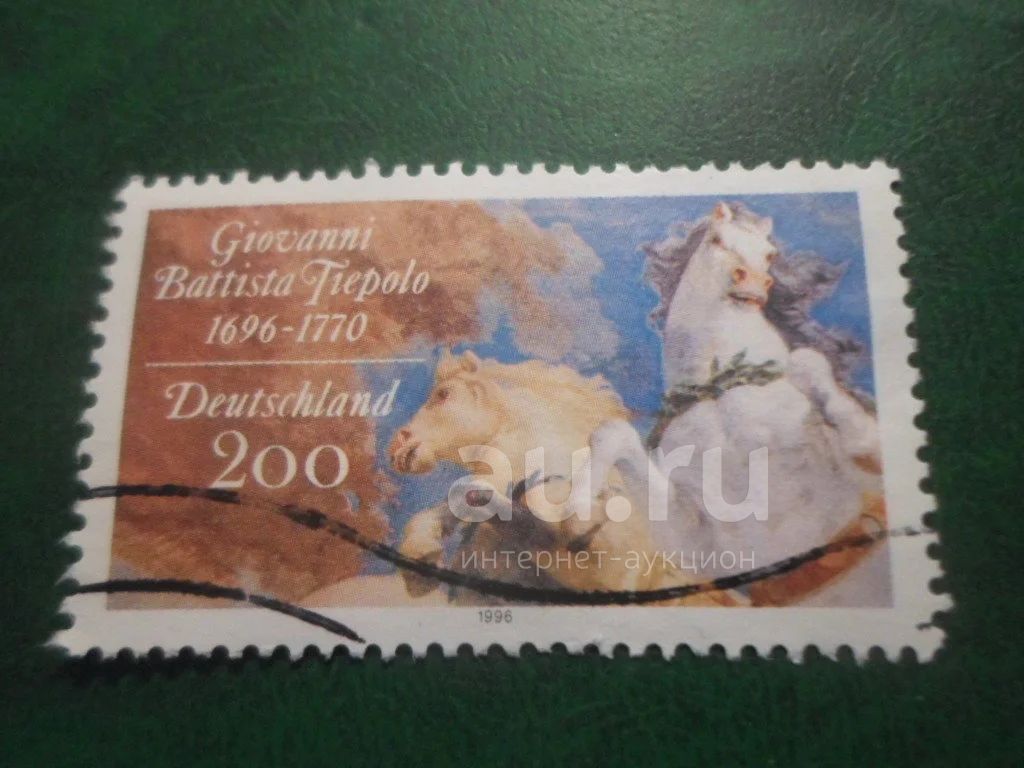 Giovanni
Battista Tiepolo
1696-1770
Deutschland
200
au.ru
интернет-аукцион
1996